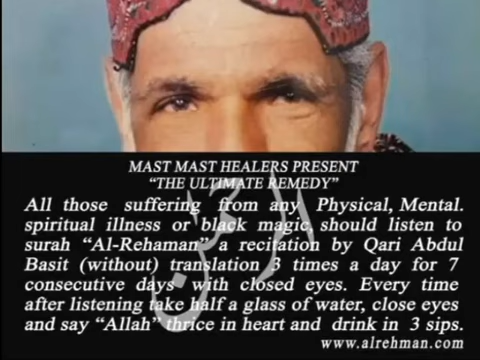 MAST MAST HEALERS PRESENT
"THE ULTIMATE REMEDY"
All those suffering from any Physical, Mental.
spiritual illness or black magic, should listen to
surah "Al-Rehaman" a recitation by Qari Abdul
Basit (without) translation times a day for 7
consecutive days with closed eyes. Every time
after listening take half a glass of water, close eyes
and say "Allah" thrice in heart and drink in 3 sips.
www.alrehman.com
الرحمن